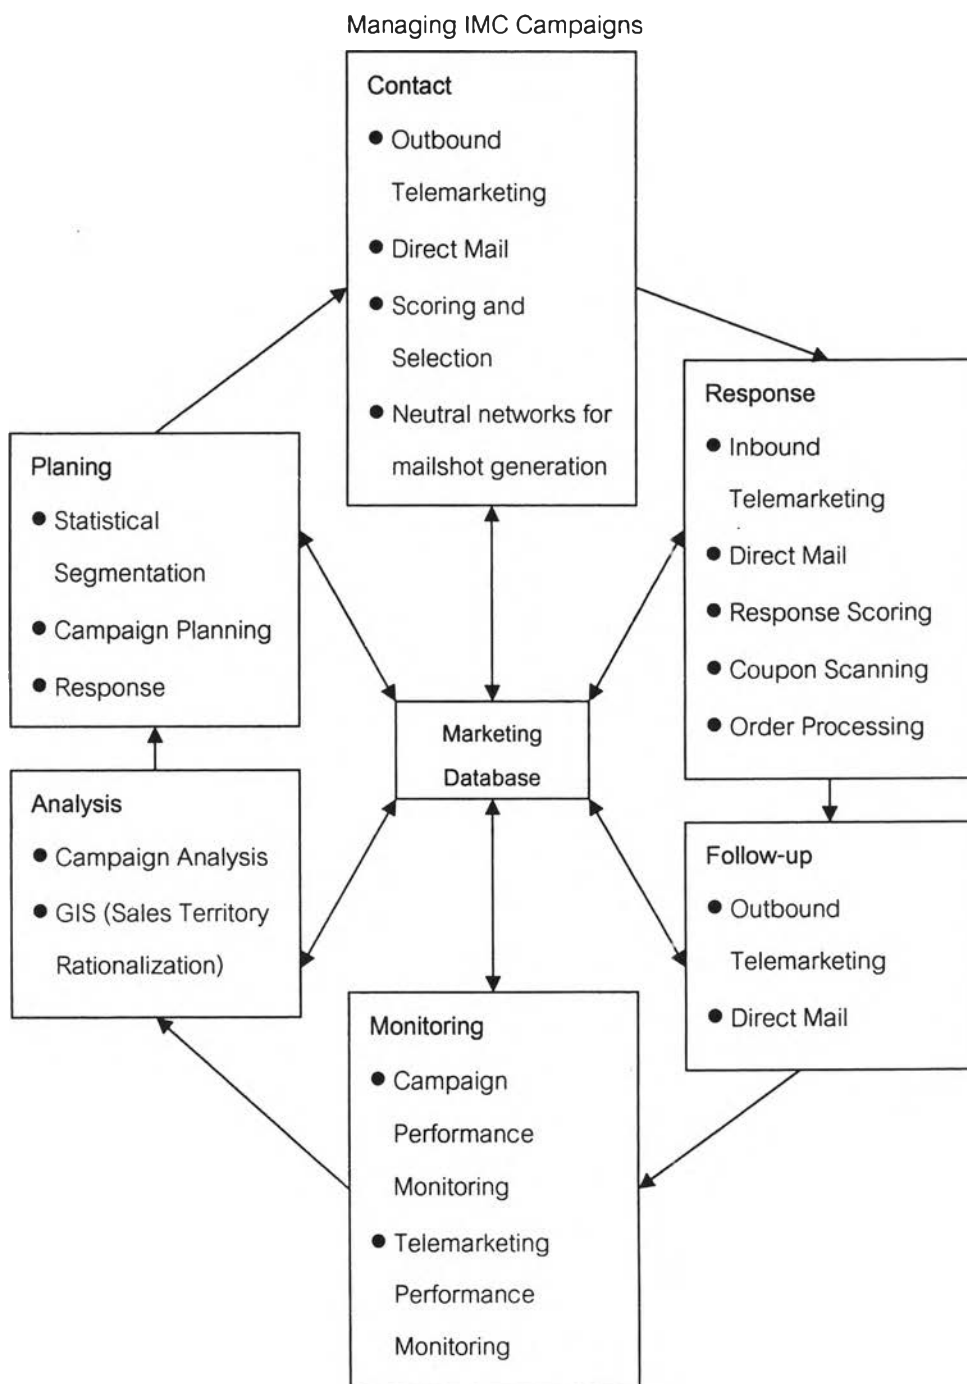 Managing IMC Campaigns
Contact
● Outbound
Telemarketing
● Direct Mail
● Scoring and
Selection
● Neutral networks for
mailshot generation
Response
● Inbound
Telemarketing
● Direct Mail
● Response Scoring
● Coupon Scanning
● Order Processing
Planing
● Statistical
Segmentation
● Campaign Planning
● Response
Marketing
Database
Analysis
● Campaign Analysis
● GIS (Sales Territory
Rationalization)
Follow-up
● Outbound
Telemarketing
● Direct Mail
Monitoring
● Campaign
Performance
Monitoring
● Telemarketing
Performance
Monitoring